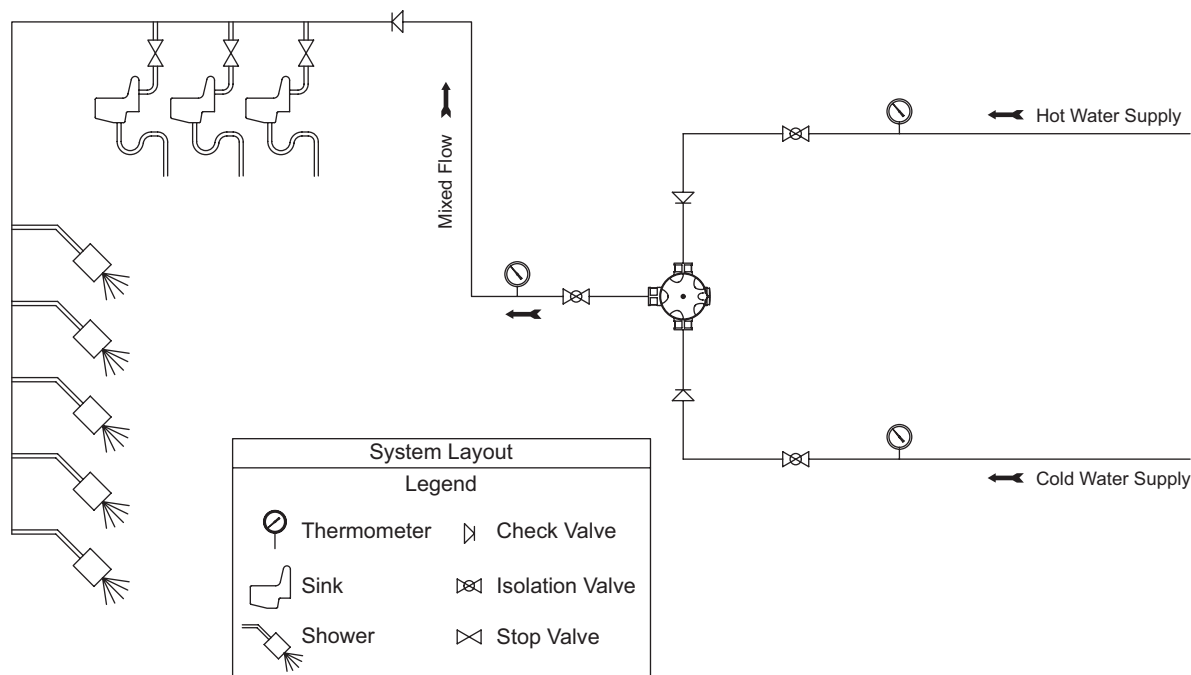 Hot Water Supply
Mixed Flow
Cold Water Supply
System Layout
Legend
Thermometer
Check Valve
Sink
Isolation Valve
Shower
Stop Valve